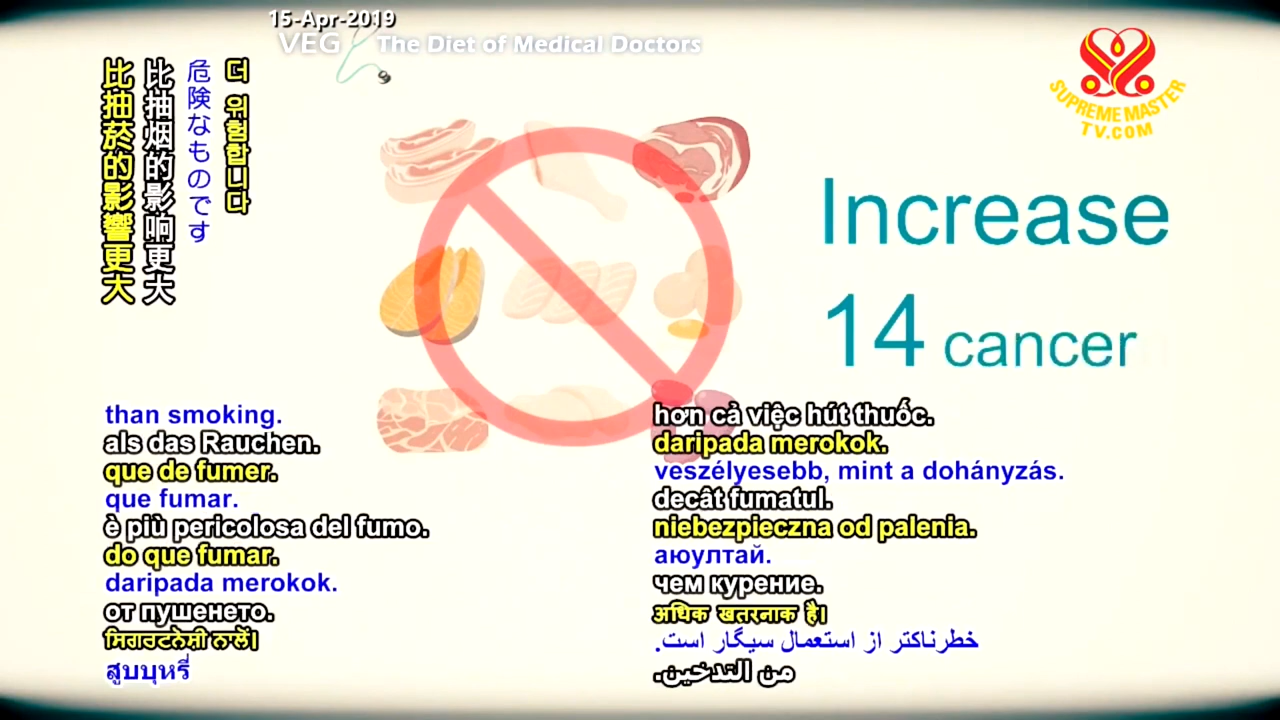 15-Apr-2019
VEG The Diet of Medical Doctors
SUPREME MASTER
TV.COM
더 위험합니다
危険なものです
比抽烟的影响更大
比抽菸的影響更大
Increase
14 cancer
than smoking.
als das Rauchen.
que de fumer.
que fumar.
è più pericolosa del fumo.
do que fumar.
daripada merokok.
от пушенето.
ਸਿਗਰਟਨੋਸ਼ੀ ਨਾਲੋਂ।
สูบบุหรี่
hơn cả việc hút thuốc.
daripada merokok.
veszélyesebb, mint a dohányzás.
decât fumatul.
niebezpieczna od palenia.
аюултай.
чем курение.
अधिक खतरनाक है।
خطرناکتر از استعمال سیگار است.
من التدخين.